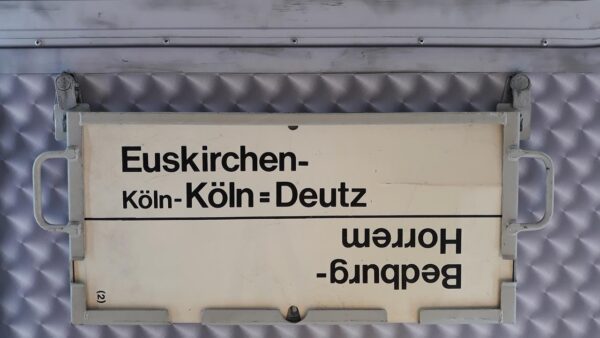 Euskirchen-
Köln-Köln=Deutz
Bedburg-
Horrem
(2)